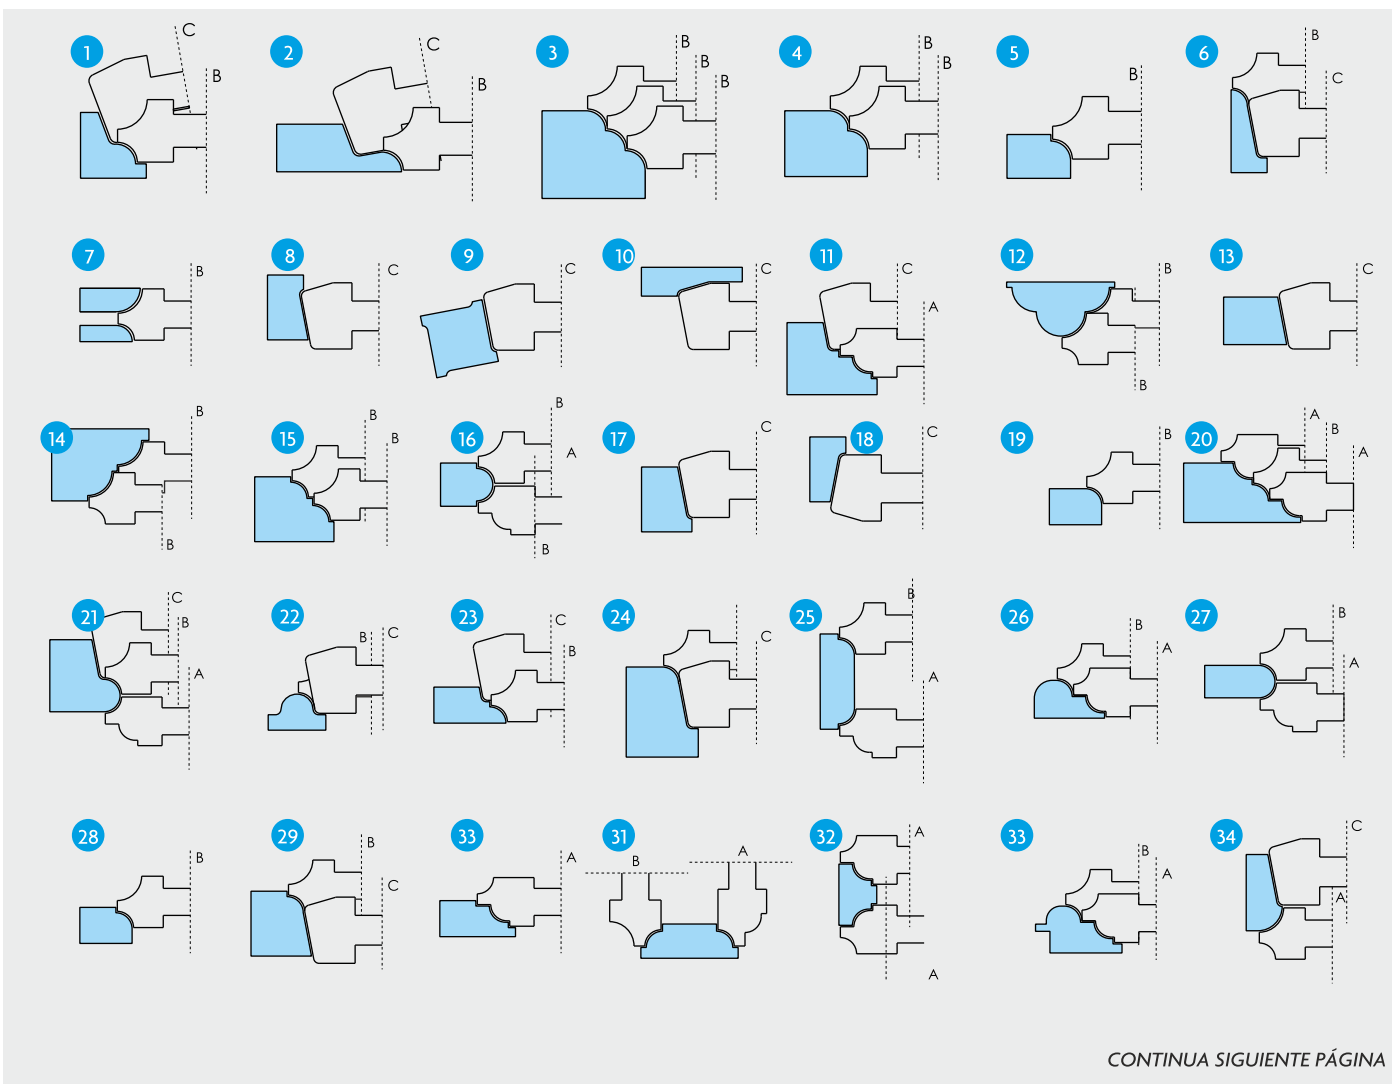 1 C B
2 C B
3 B B B
4 B B
5 B
6 B C
7 B
8 C
9 C
10 C
11 C A
12 B B
13 C
14 B B
15 B B
16 B A B
17 C
18 C
19 B
20 A B A
21 C B A
22 B C
23 C B
24 C
25 B A
26 B A
27 B A
28 B
29 B C
33 A
31 B A
32 A A
33 B A
34 C A
CONTINUA SIGUIENTE PÁGINA